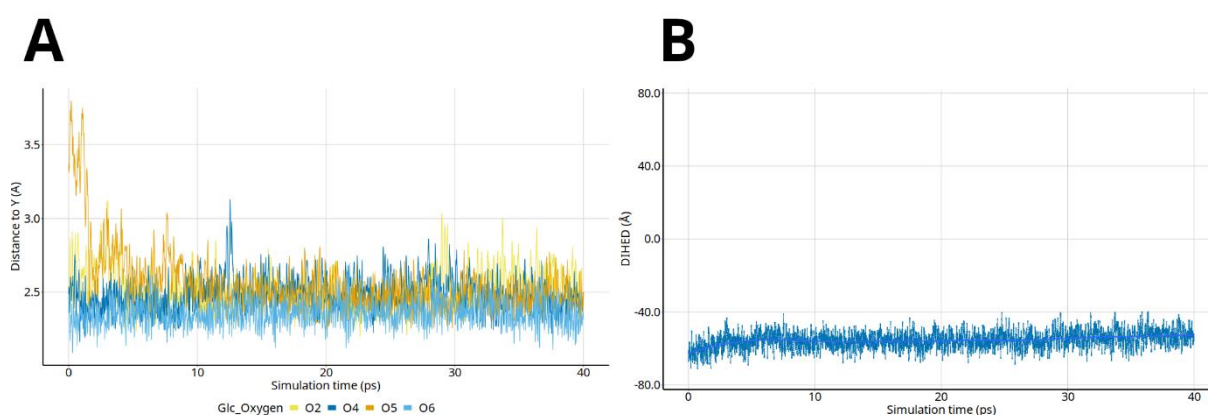 A
B
Distance to Y (A)
3.5
3.0
2.5
0
10
20
30
40
Simulation time (ps)
Glc_Oxygen O2 O4 O5 O6
DIHED (Å)
80.0
40.0
0.0
-40.0
-80.0
0
10
20
30
40
Simulation time (ps)